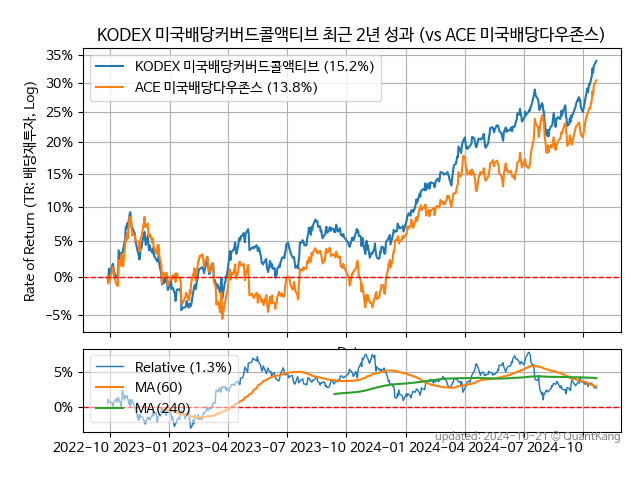 KODEX 미국배당커버드콜액티브 최근 2년 성과 (vs ACE 미국배당다우존스)
KODEX 미국배당커버드콜액티브 (15.2%)
ACE 미국배당다우존스 (13.8%)
Rate of Return (TR: 배당재투자, Log)
35%
30%
25%
20%
15%
10%
5%
0%
−5%
Relative (1.3%)
MA(60)
MA(240)
5%
0%
2022-10 2023-01 2023-04 2023-07 2023-10 2024-01 2024-04 2024-07 2024-10
updated: 2024-10-21 © QuantKang